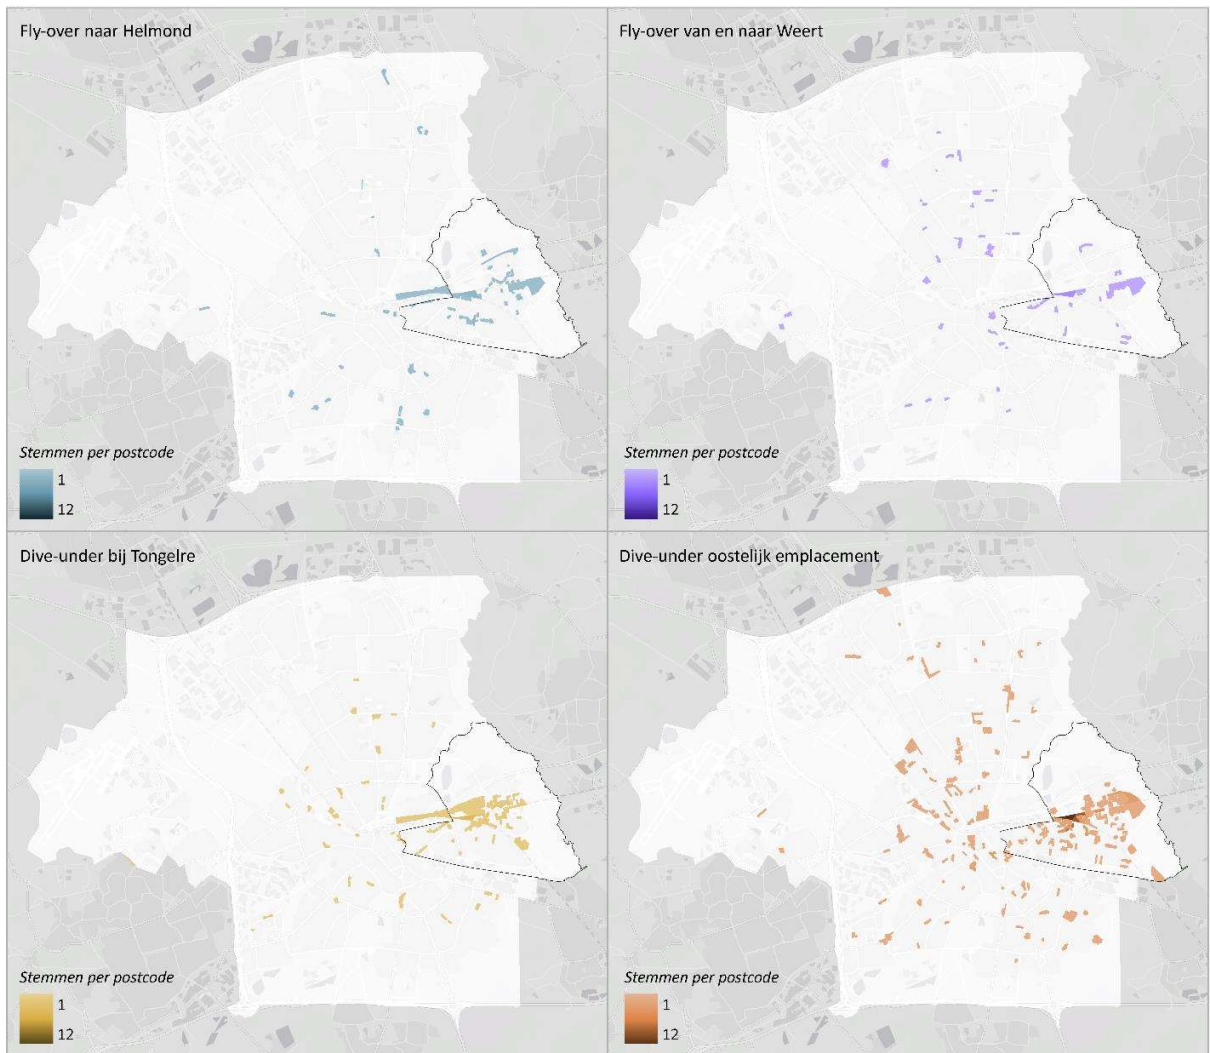 Fly-over naar Helmond
Stemmen per postcode
1
12
Fly-over van en naar Weert
Stemmen per postcode
1
12
Dive-under bij Tongelre
Stemmen per postcode
1
12
Dive-under oostelijk emplacement
Stemmen per postcode
1
12